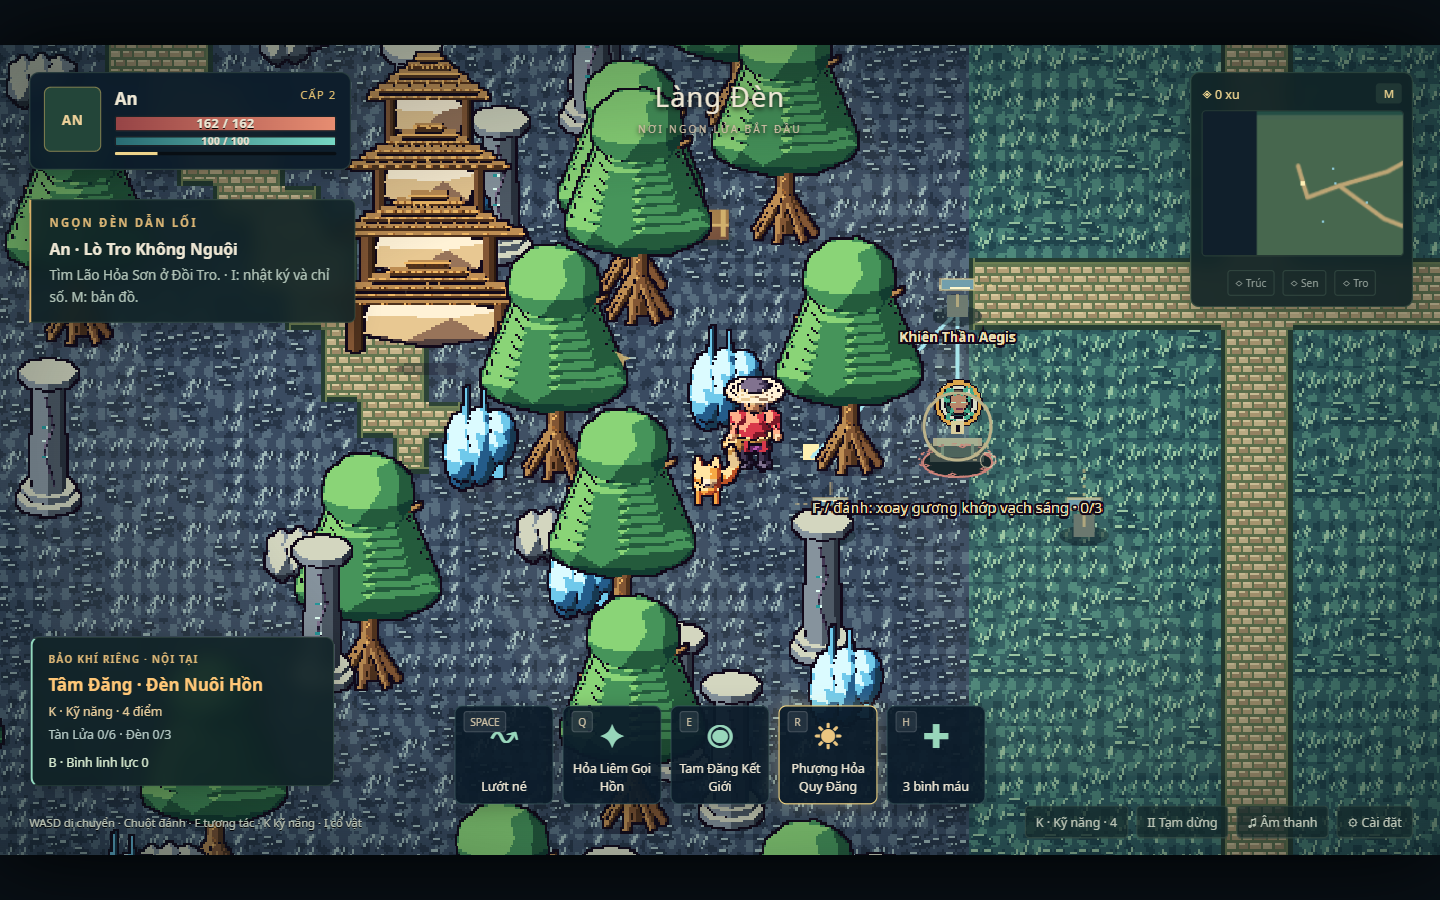 An
CẤP 2
AN
162 / 162
100 / 100
Làng Đèn
NƠI NGỌN LỬA BẮT ĐẦU
◈ 0 xu
M
◇ Trúc
◇ Sen
◇ Tro
NGỌN ĐÈN DẪN LỐI
An · Lò Tro Không Nguội
Tìm Lão Hỏa Sơn ở Đồi Tro. · I: nhật ký và chỉ
số. M: bản đồ.
Khiên Thần Aegis
F / đánh: xoay gương khớp vạch sáng · 0/3
BẢO KHÍ RIÊNG · NỘI TẠI
Tâm Đăng · Đèn Nuôi Hồn
K · Kỹ năng · 4 điểm
Tàn Lửa 0/6 · Đèn 0/3
B · Bình linh lực 0
SPACE
Lướt né
Q
Hỏa Liêm Gọi
Hồn
E
Tam Đăng Kết
Giới
R
Phượng Hỏa
Quy Đăng
H
3 bình máu
WASD di chuyển · Chuột đánh · F tương tác · K kỹ năng · I cổ vật
K · Kỹ năng · 4
II Tạm dừng
♫ Âm thanh
⚙ Cài đặt